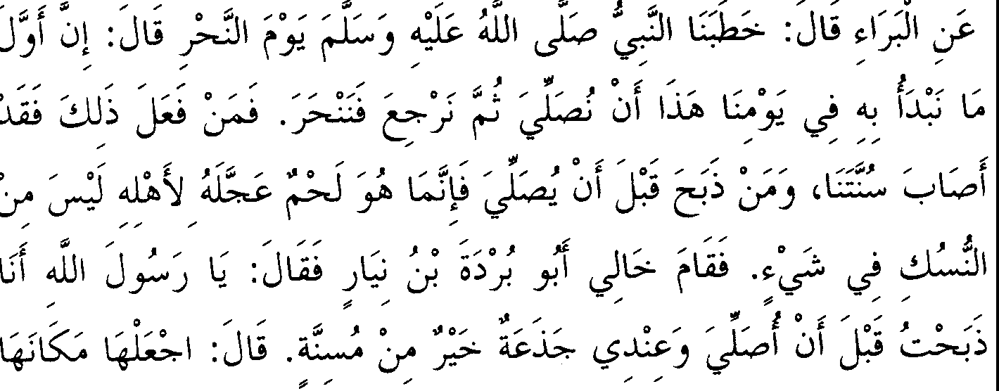 عَنِ الْبَرَاءِ قَالَ: خَطَبَنَا النَّبِيُّ صَلَّى اللَّهُ عَلَيْهِ وَسَلَّمَ يَوْمَ النَّحْرِ قَالَ: إِنَّ أَوَّلَ
مَا نَبْدَأُ بِهِ فِي يَوْمِنَا هَذَا أَنْ نُصَلِّيَ ثُمَّ نَرْجِعَ فَنَنْحَرَ. فَمَنْ فَعَلَ ذَلِكَ فَقَدْ
أَصَابَ سُنَّتَنَا، وَمَنْ ذَبَحَ قَبْلَ أَنْ يُصَلِّيَ فَإِنَّمَا هُوَ لَحْمٌ عَجَّلَهُ لِأَهْلِهِ لَيْسَ مِنْ
النُّسُكِ فِي شَيْءٍ. فَقَامَ خَالِي أَبُو بُرْدَةَ بْنُ نِيَارٍ فَقَالَ: يَا رَسُولَ اللَّهِ أَنَا
ذَبَحْتُ قَبْلَ أَنْ أُصَلِّيَ وَعِنْدِي جَذَعَةٌ خَيْرٌ مِنْ مُسِنَّةٍ. قَالَ: اجْعَلْهَا مَكَانَهَا